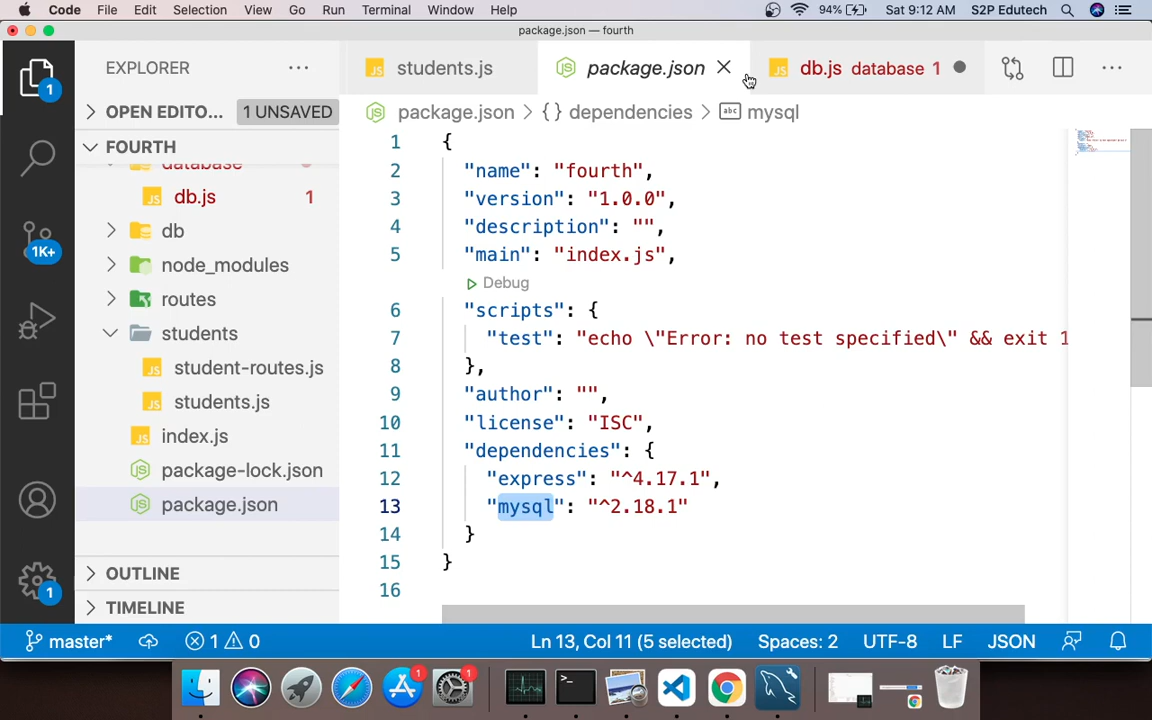 Code File Edit Selection View Go Run Terminal Window Help 94% Sat 9:12 AM S2P Edutech
package.json — fourth
EXPLORER
students.js package.json db.js database 1
OPEN EDITO... 1 UNSAVED
package.json > {} dependencies > abc mysql
FOURTH
database
db.js 1
db
node_modules
routes
students
student-routes.js
students.js
index.js
package-lock.json
package.json
OUTLINE
TIMELINE
1
1K+
1
1 {
2 "name": "fourth",
3 "version": "1.0.0",
4 "description": "",
5 "main": "index.js",
Debug
6 "scripts": {
7 "test": "echo \"Error: no test specified\" && exit 1
8 },
9 "author": "",
10 "license": "ISC",
11 "dependencies": {
12 "express": "^4.17.1",
13 "mysql": "^2.18.1"
14 }
15 }
16
master* 1 0 Ln 13, Col 11 (5 selected) Spaces: 2 UTF-8 LF JSON
1 1